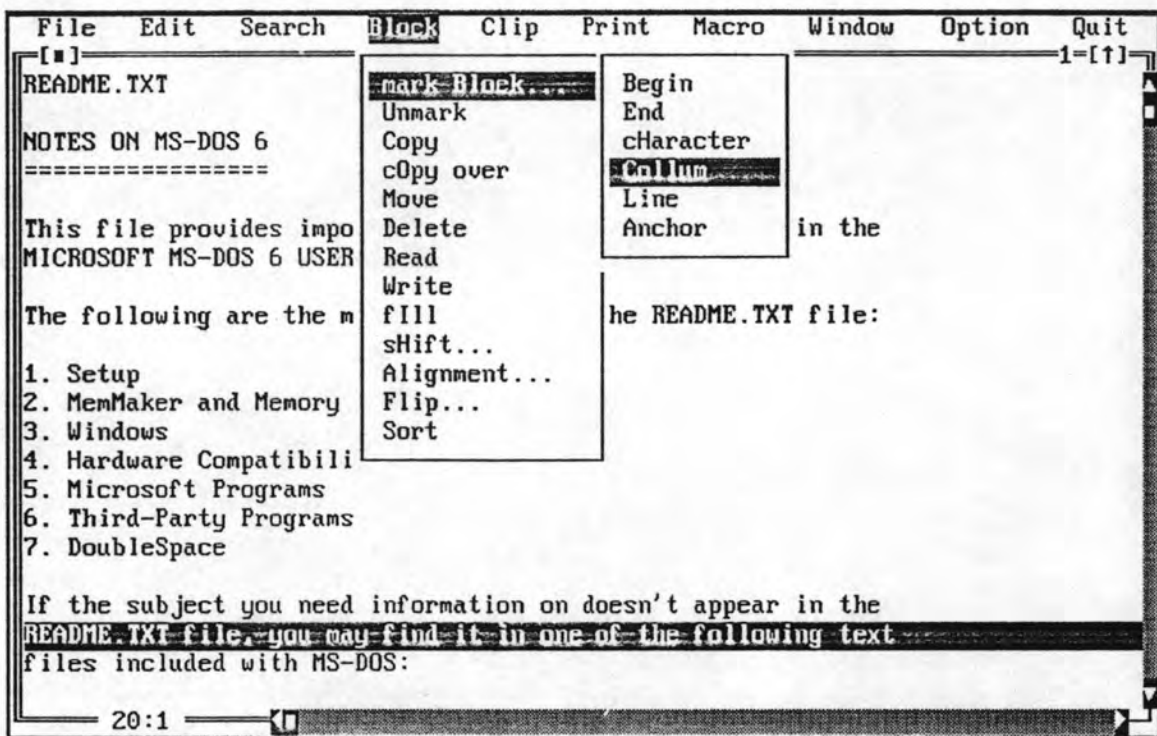 File Edit Search Block Clip Print Macro Window Option Quit
[■] 1=[↑]
README.TXT
NOTES ON MS-DOS 6
=================
This file provides impo in the
MICROSOFT MS-DOS 6 USER
The following are the m he README.TXT file:
1. Setup
2. MemMaker and Memory
3. Windows
4. Hardware Compatibili
5. Microsoft Programs
6. Third-Party Programs
7. DoubleSpace
If the subject you need information on doesn't appear in the
README.TXT file, you may find it in one of the following text
files included with MS-DOS:
20:1
mark Block...
Unmark
Copy
cOpy over
Move
Delete
Read
Write
fIll
sHift...
Alignment...
Flip...
Sort
Begin
End
cHaracter
Collum
Line
Anchor